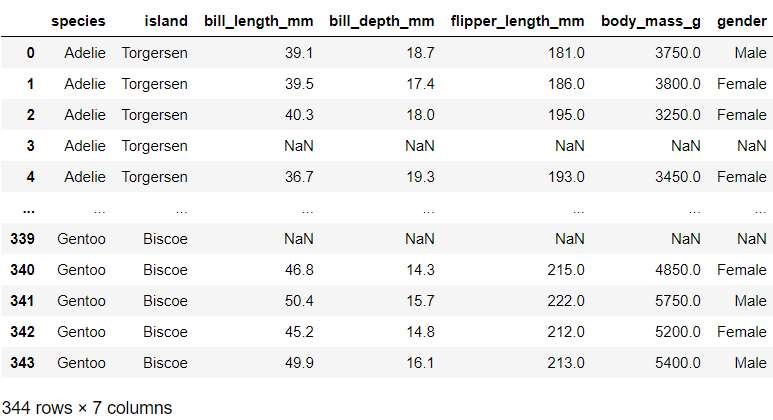 species island bill_length_mm bill_depth_mm flipper_length_mm body_mass_g gender
0 Adelie Torgersen 39.1 18.7 181.0 3750.0 Male
1 Adelie Torgersen 39.5 17.4 186.0 3800.0 Female
2 Adelie Torgersen 40.3 18.0 195.0 3250.0 Female
3 Adelie Torgersen NaN NaN NaN NaN NaN
4 Adelie Torgersen 36.7 19.3 193.0 3450.0 Female
... ... ... ... ... ... ... ...
339 Gentoo Biscoe NaN NaN NaN NaN NaN
340 Gentoo Biscoe 46.8 14.3 215.0 4850.0 Female
341 Gentoo Biscoe 50.4 15.7 222.0 5750.0 Male
342 Gentoo Biscoe 45.2 14.8 212.0 5200.0 Female
343 Gentoo Biscoe 49.9 16.1 213.0 5400.0 Male
344 rows × 7 columns